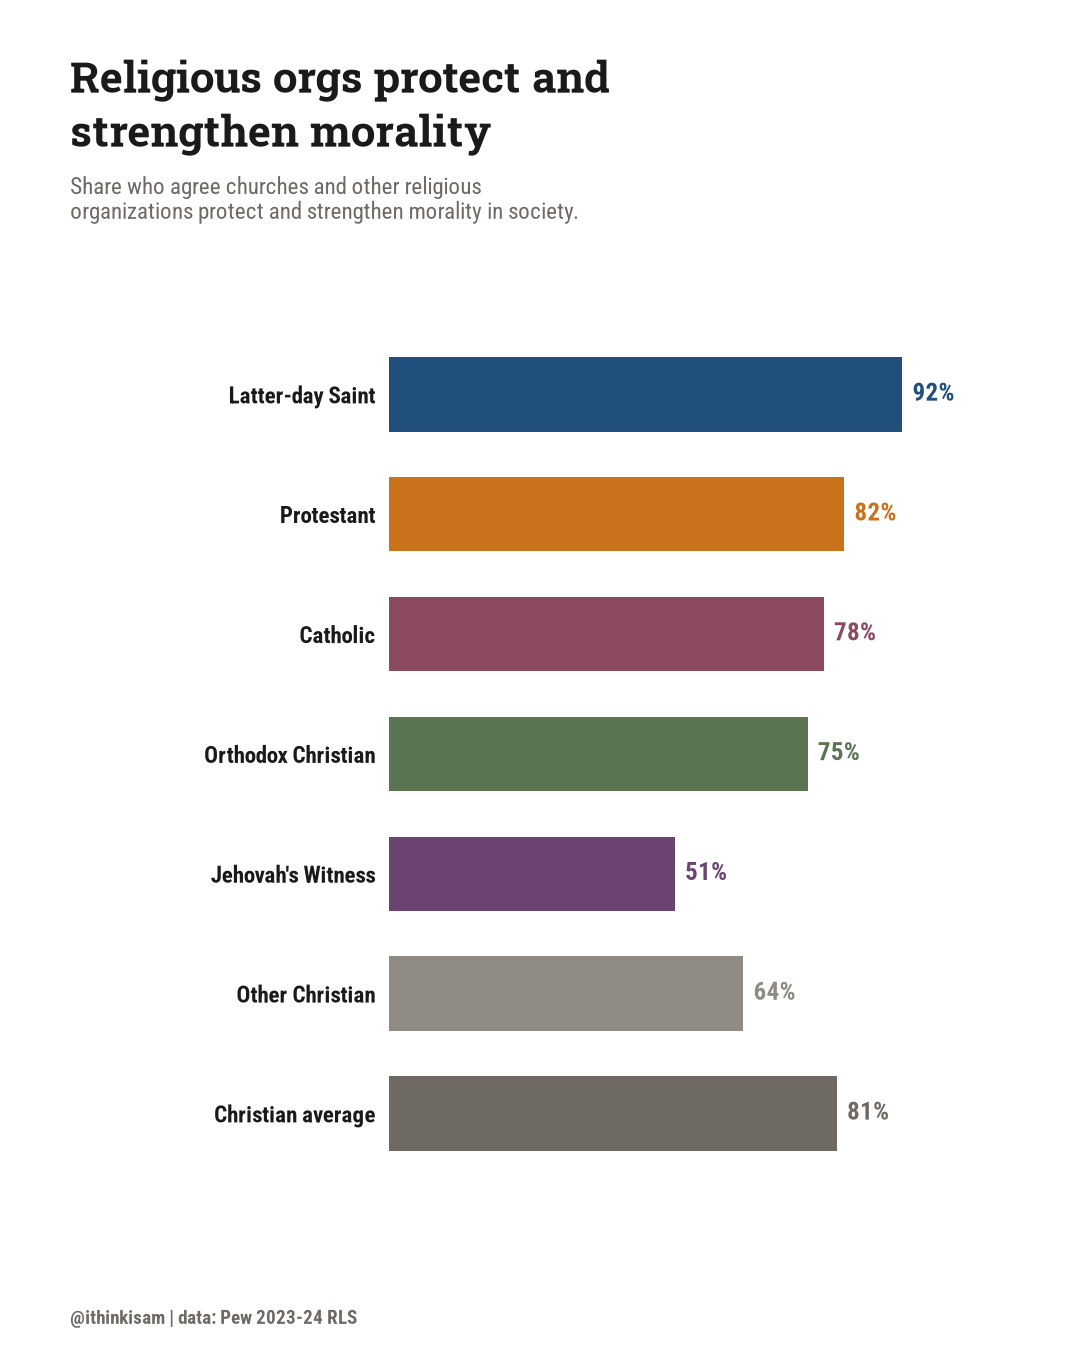 Religious orgs protect and
strengthen morality
Share who agree churches and other religious
organizations protect and strengthen morality in society.
Latter-day Saint
92%
Protestant
82%
Catholic
78%
Orthodox Christian
75%
Jehovah's Witness
51%
Other Christian
64%
Christian average
81%
@ithinkisam | data: Pew 2023-24 RLS